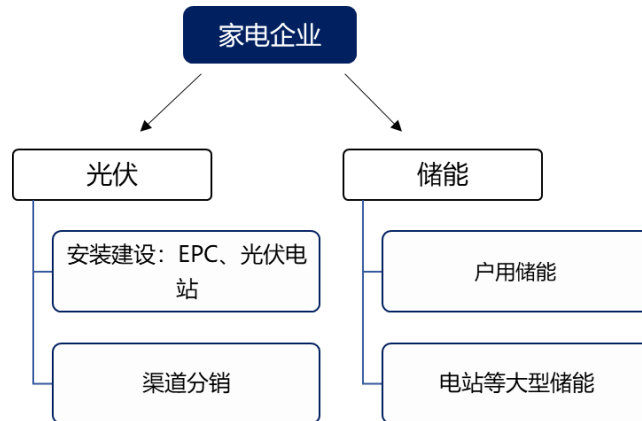 家电企业
光伏
储能
安装建设：EPC、光伏电
站
户用储能
渠道分销
电站等大型储能